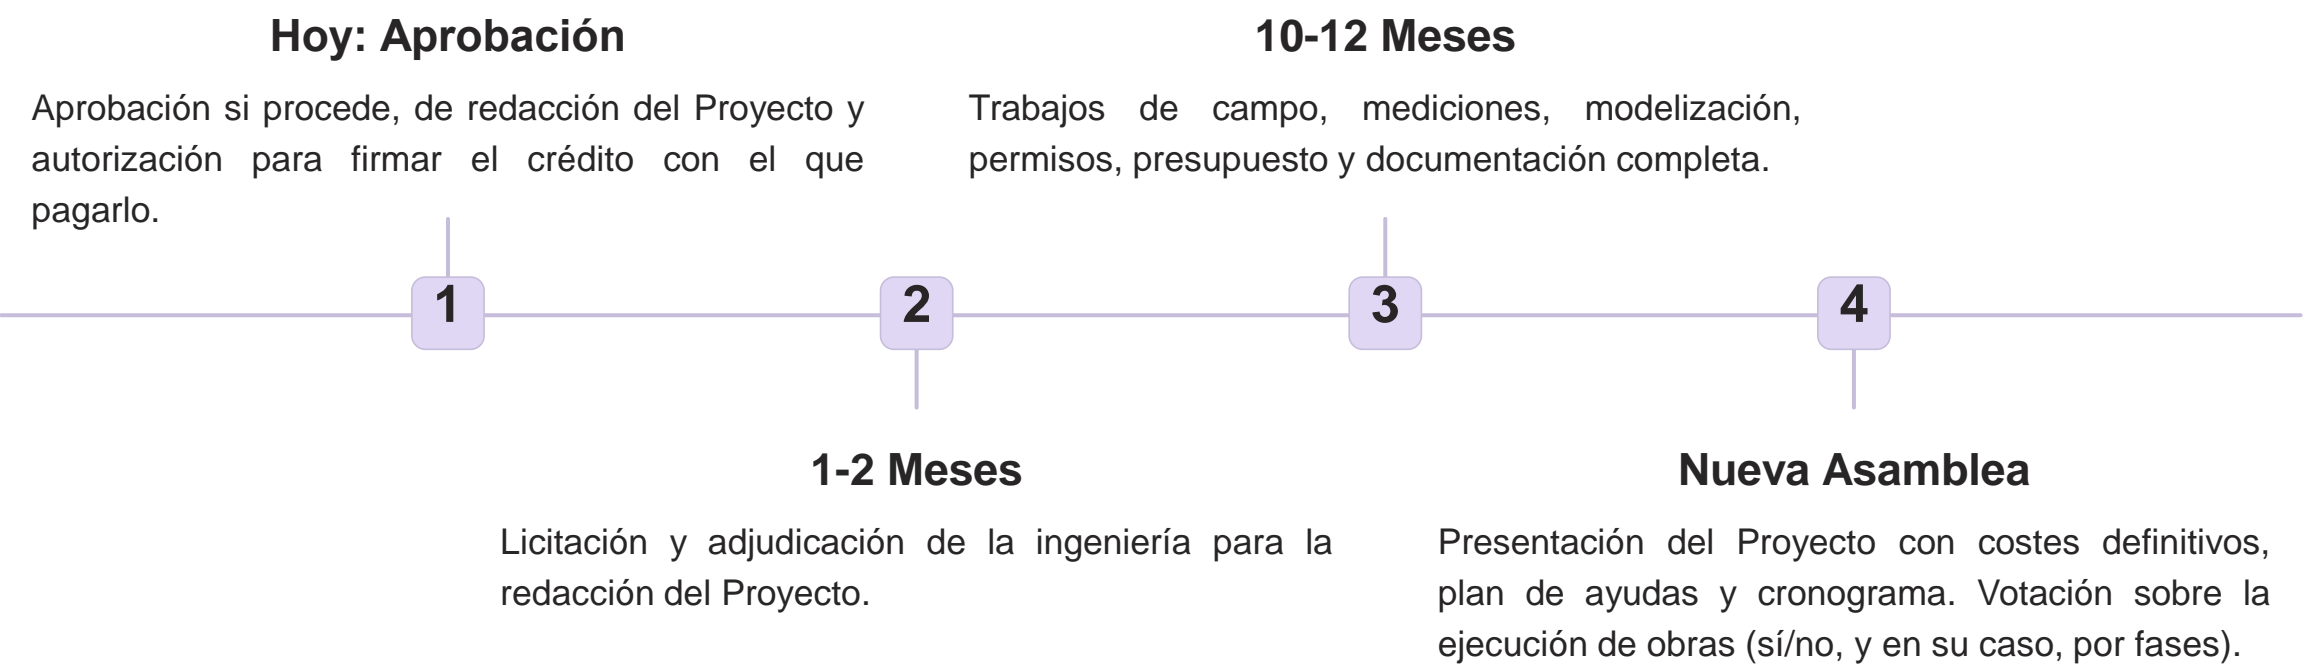 Hoy: Aprobación
Aprobación si procede, de redacción del Proyecto y
autorización para firmar el crédito con el que
pagarlo.
10-12 Meses
Trabajos de campo, mediciones, modelización,
permisos, presupuesto y documentación completa.
1
2
3
4
1-2 Meses
Licitación y adjudicación de la ingeniería para la
redacción del Proyecto.
Nueva Asamblea
Presentación del Proyecto con costes definitivos,
plan de ayudas y cronograma. Votación sobre la
ejecución de obras (sí/no, y en su caso, por fases).